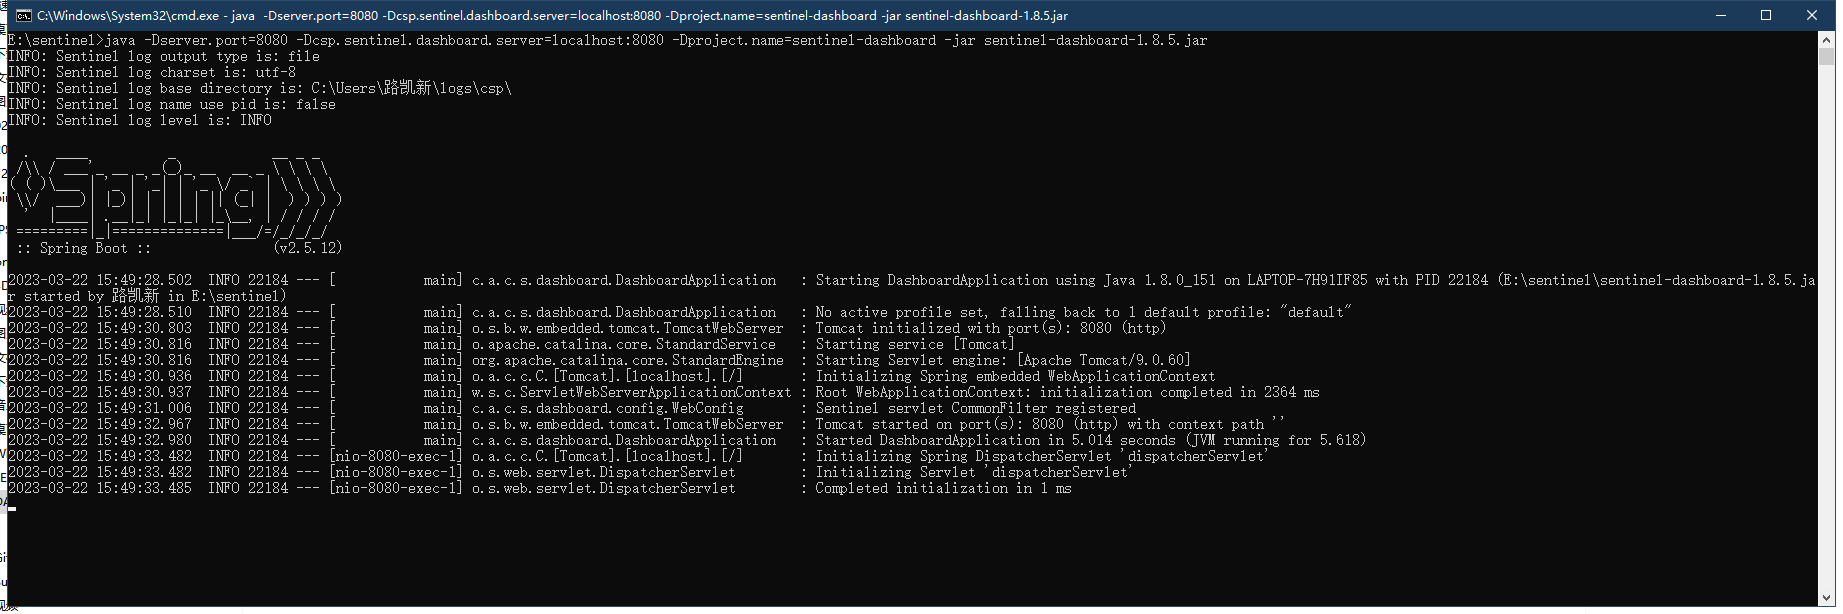 C:\Windows\System32\cmd.exe - java  -Dserver.port=8080 -Dcsp.sentinel.dashboard.server=localhost:8080 -Dproject.name=sentinel-dashboard -jar sentinel-dashboard-1.8.5.jar
E:\sentinel>java -Dserver.port=8080 -Dcsp.sentinel.dashboard.server=localhost:8080 -Dproject.name=sentinel-dashboard -jar sentinel-dashboard-1.8.5.jar
INFO: Sentinel log output type is: file
INFO: Sentinel log charset is: utf-8
INFO: Sentinel log base directory is: C:\Users\路凯新\logs\csp\
INFO: Sentinel log name use pid is: false
INFO: Sentinel log level is: INFO
Spring
:: Spring Boot ::               (v2.5.12)
2023-03-22 15:49:28.502  INFO 22184 --- [           main] c.a.c.s.dashboard.DashboardApplication   : Starting DashboardApplication using Java 1.8.0_151 on LAPTOP-7H91IF85 with PID 22184 (E:\sentinel\sentinel-dashboard-1.8.5.ja
r started by 路凯新 in E:\sentinel)
2023-03-22 15:49:28.510  INFO 22184 --- [           main] c.a.c.s.dashboard.DashboardApplication   : No active profile set, falling back to 1 default profile: "default"
2023-03-22 15:49:30.803  INFO 22184 --- [           main] o.s.b.w.embedded.tomcat.TomcatWebServer  : Tomcat initialized with port(s): 8080 (http)
2023-03-22 15:49:30.816  INFO 22184 --- [           main] o.apache.catalina.core.StandardService   : Starting service [Tomcat]
2023-03-22 15:49:30.816  INFO 22184 --- [           main] org.apache.catalina.core.StandardEngine  : Starting Servlet engine: [Apache Tomcat/9.0.60]
2023-03-22 15:49:30.936  INFO 22184 --- [           main] o.a.c.c.C.[Tomcat].[localhost].[/]       : Initializing Spring embedded WebApplicationContext
2023-03-22 15:49:30.937  INFO 22184 --- [           main] w.s.c.ServletWebServerApplicationContext : Root WebApplicationContext: initialization completed in 2364 ms
2023-03-22 15:49:31.006  INFO 22184 --- [           main] c.a.c.s.dashboard.config.WebConfig       : Sentinel servlet CommonFilter registered
2023-03-22 15:49:32.967  INFO 22184 --- [           main] o.s.b.w.embedded.tomcat.TomcatWebServer  : Tomcat started on port(s): 8080 (http) with context path ''
2023-03-22 15:49:32.980  INFO 22184 --- [           main] c.a.c.s.dashboard.DashboardApplication   : Started DashboardApplication in 5.014 seconds (JVM running for 5.618)
2023-03-22 15:49:33.482  INFO 22184 --- [nio-8080-exec-1] o.a.c.c.C.[Tomcat].[localhost].[/]       : Initializing Spring DispatcherServlet 'dispatcherServlet'
2023-03-22 15:49:33.482  INFO 22184 --- [nio-8080-exec-1] o.s.web.servlet.DispatcherServlet        : Initializing Servlet 'dispatcherServlet'
2023-03-22 15:49:33.485  INFO 22184 --- [nio-8080-exec-1] o.s.web.servlet.DispatcherServlet        : Completed initialization in 1 ms